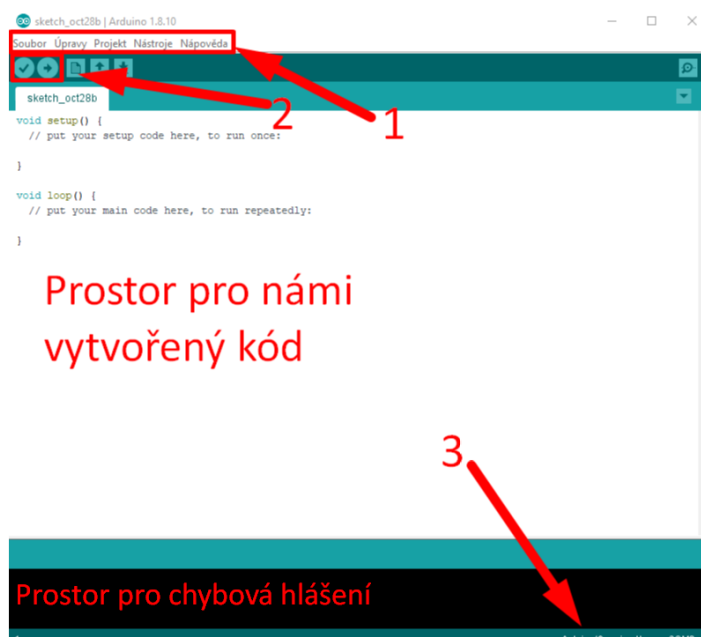 sketch_oct28b | Arduino 1.8.10
Soubor Úpravy Projekt Nástroje Nápověda
sketch_oct28b
2
1
void setup() {
// put your setup code here, to run once:
}
void loop() {
// put your main code here, to run repeatedly:
}
Prostor pro námi
vytvořený kód
3
Prostor pro chybová hlášení